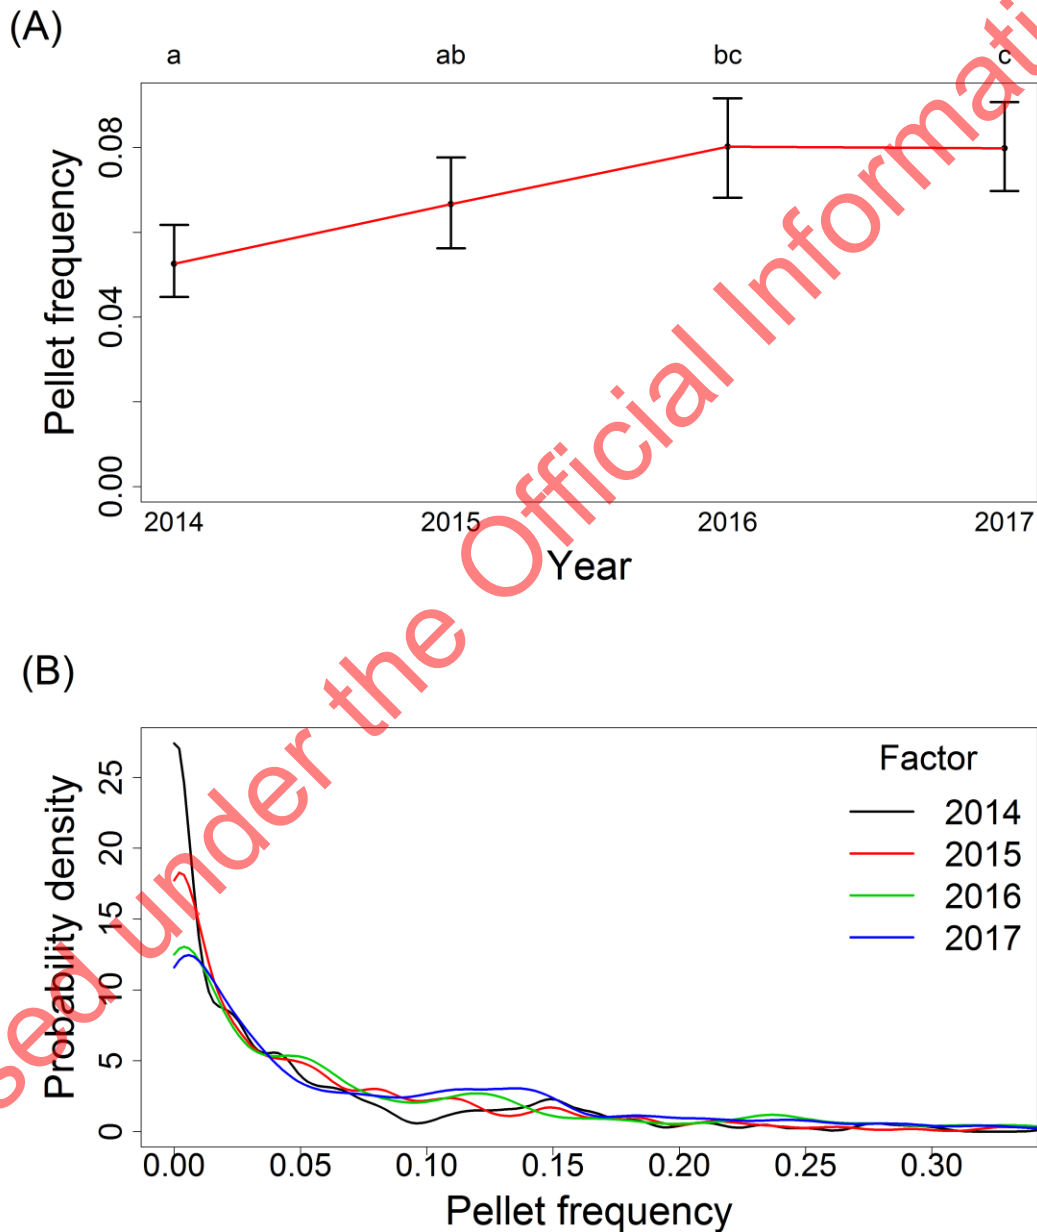 (A)
a ab bc c
0.08
0.04
0.00
Pellet frequency
2014 2015 2016 2017
Year
sed under the Official Informati
(B)
25
20
15
10
5
0
Probability density
Factor
2014
2015
2016
2017
0.00 0.05 0.10 0.15 0.20 0.25 0.30
Pellet frequency